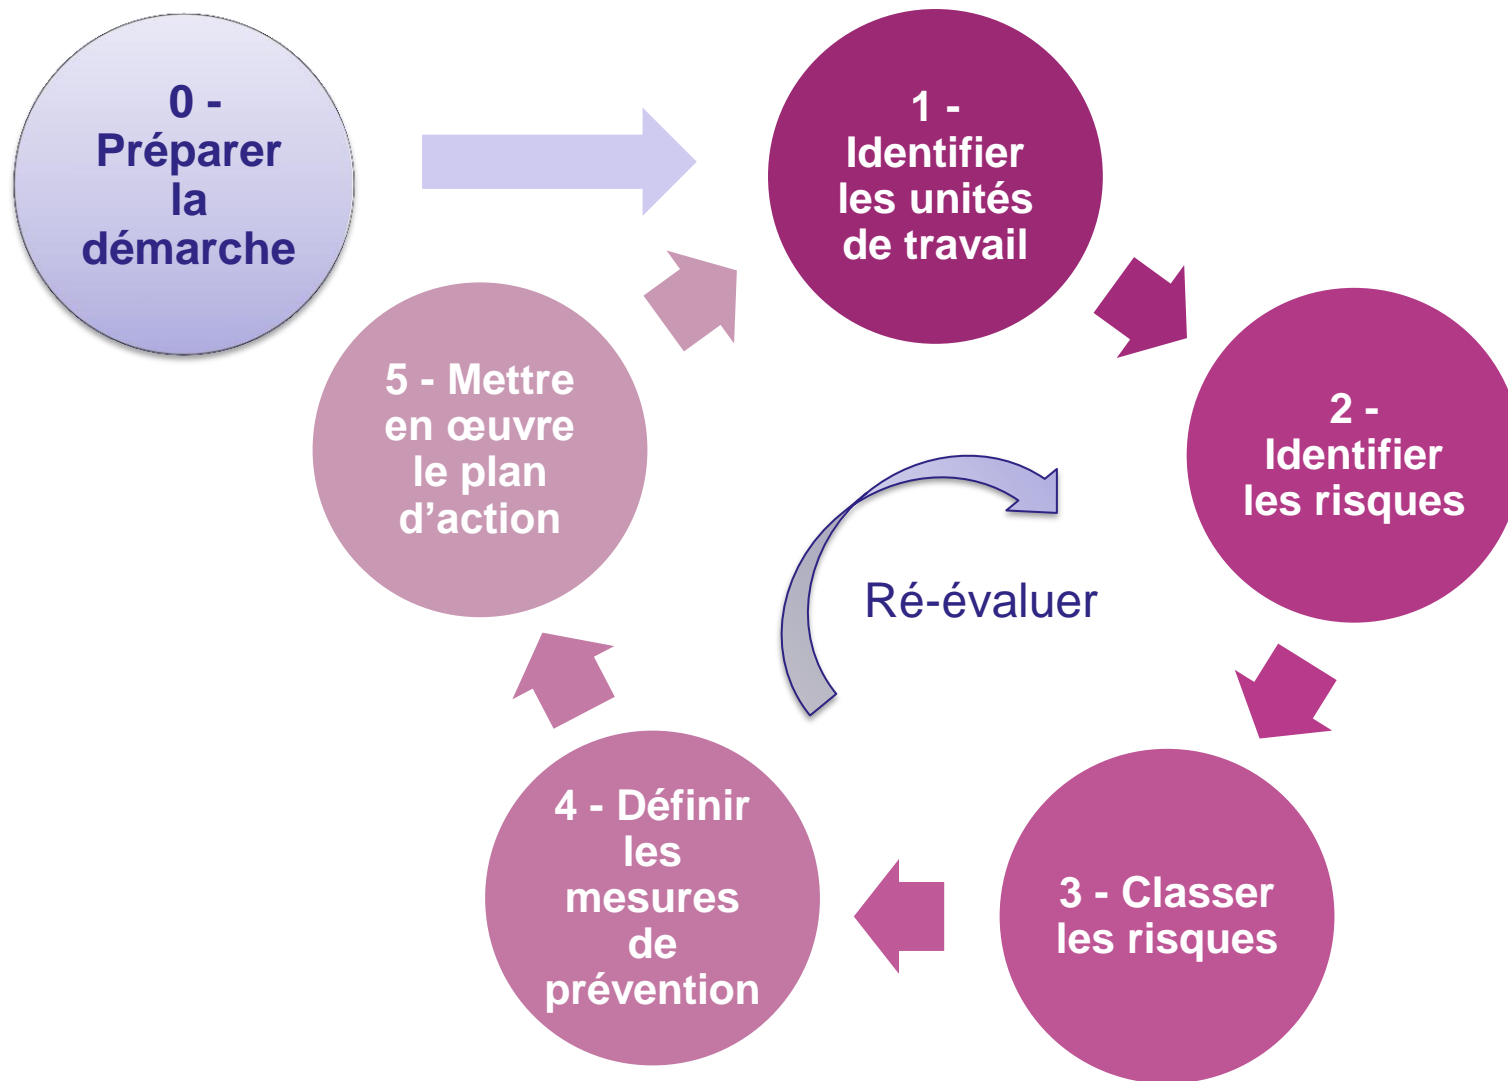 0 -
Préparer
la
démarche
1 -
Identifier
les unités
de travail
2 -
Identifier
les risques
3 - Classer
les risques
4 - Définir
les
mesures
de
prévention
5 - Mettre
en œuvre
le plan
d’action
Ré-évaluer